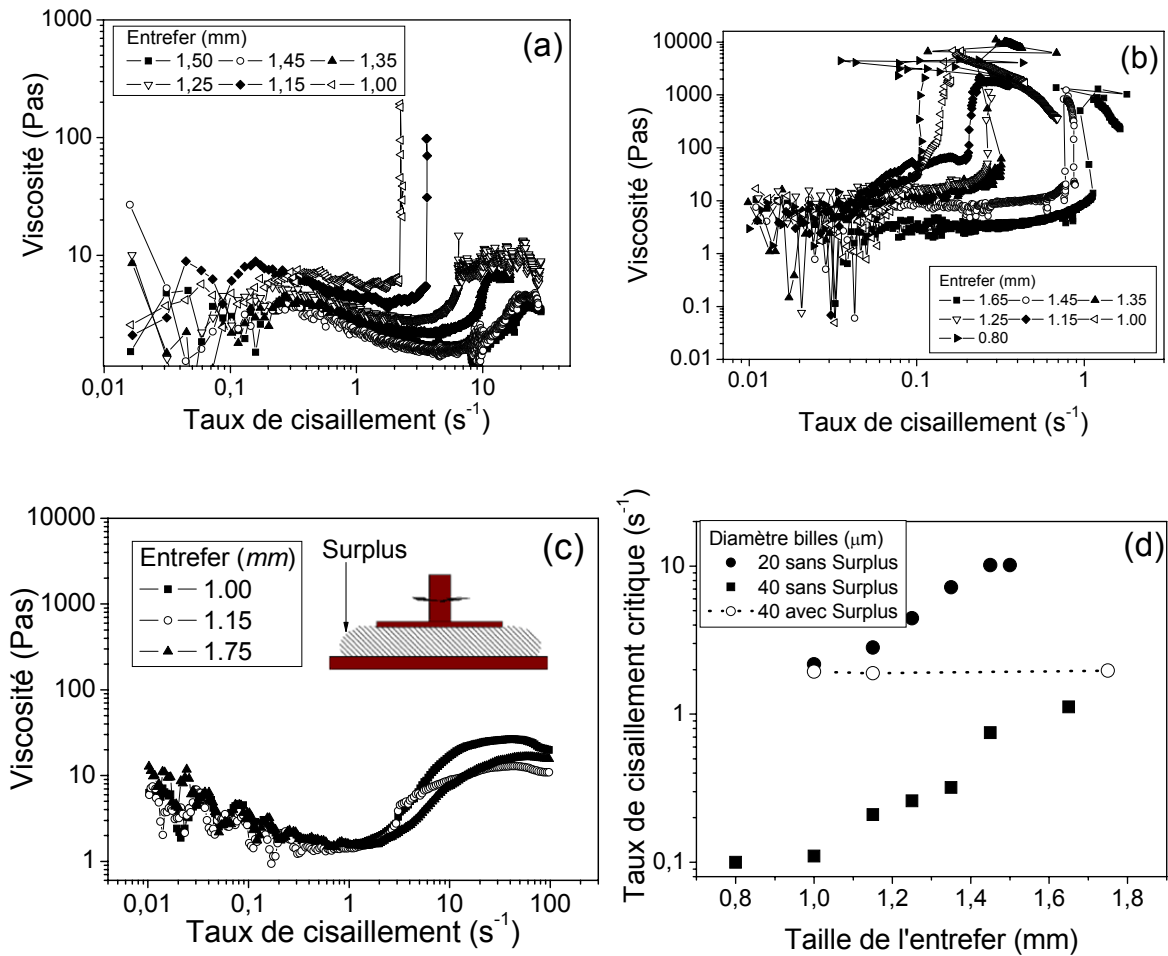 (a)
Entrefer (mm)
1,50 1,45 1,35
1,25 1,15 1,00
1000
100
10
Viscosité (Pas)
0,01 0,1 1 10
Taux de cisaillement (s⁻¹)
(b)
10000
1000
100
10
1
0.1
0.01
Viscosité (Pas)
Entrefer (mm)
1.65 1.45 1.35
1.25 1.15 1.00
0.80
0.01 0.1 1
Taux de cisaillement (s⁻¹)
(c)
10000
1000
100
10
1
Viscosité (Pas)
Entrefer (mm)
1.00
1.15
1.75
Surplus
0,01 0,1 1 10 100
Taux de cisaillement (s⁻¹)
(d)
Taux de cisaillement critique (s⁻¹)
10
1
0,1
Diamètre billes (μm)
20 sans Surplus
40 sans Surplus
40 avec Surplus
0,8 1,0 1,2 1,4 1,6 1,8
Taille de l'entrefer (mm)